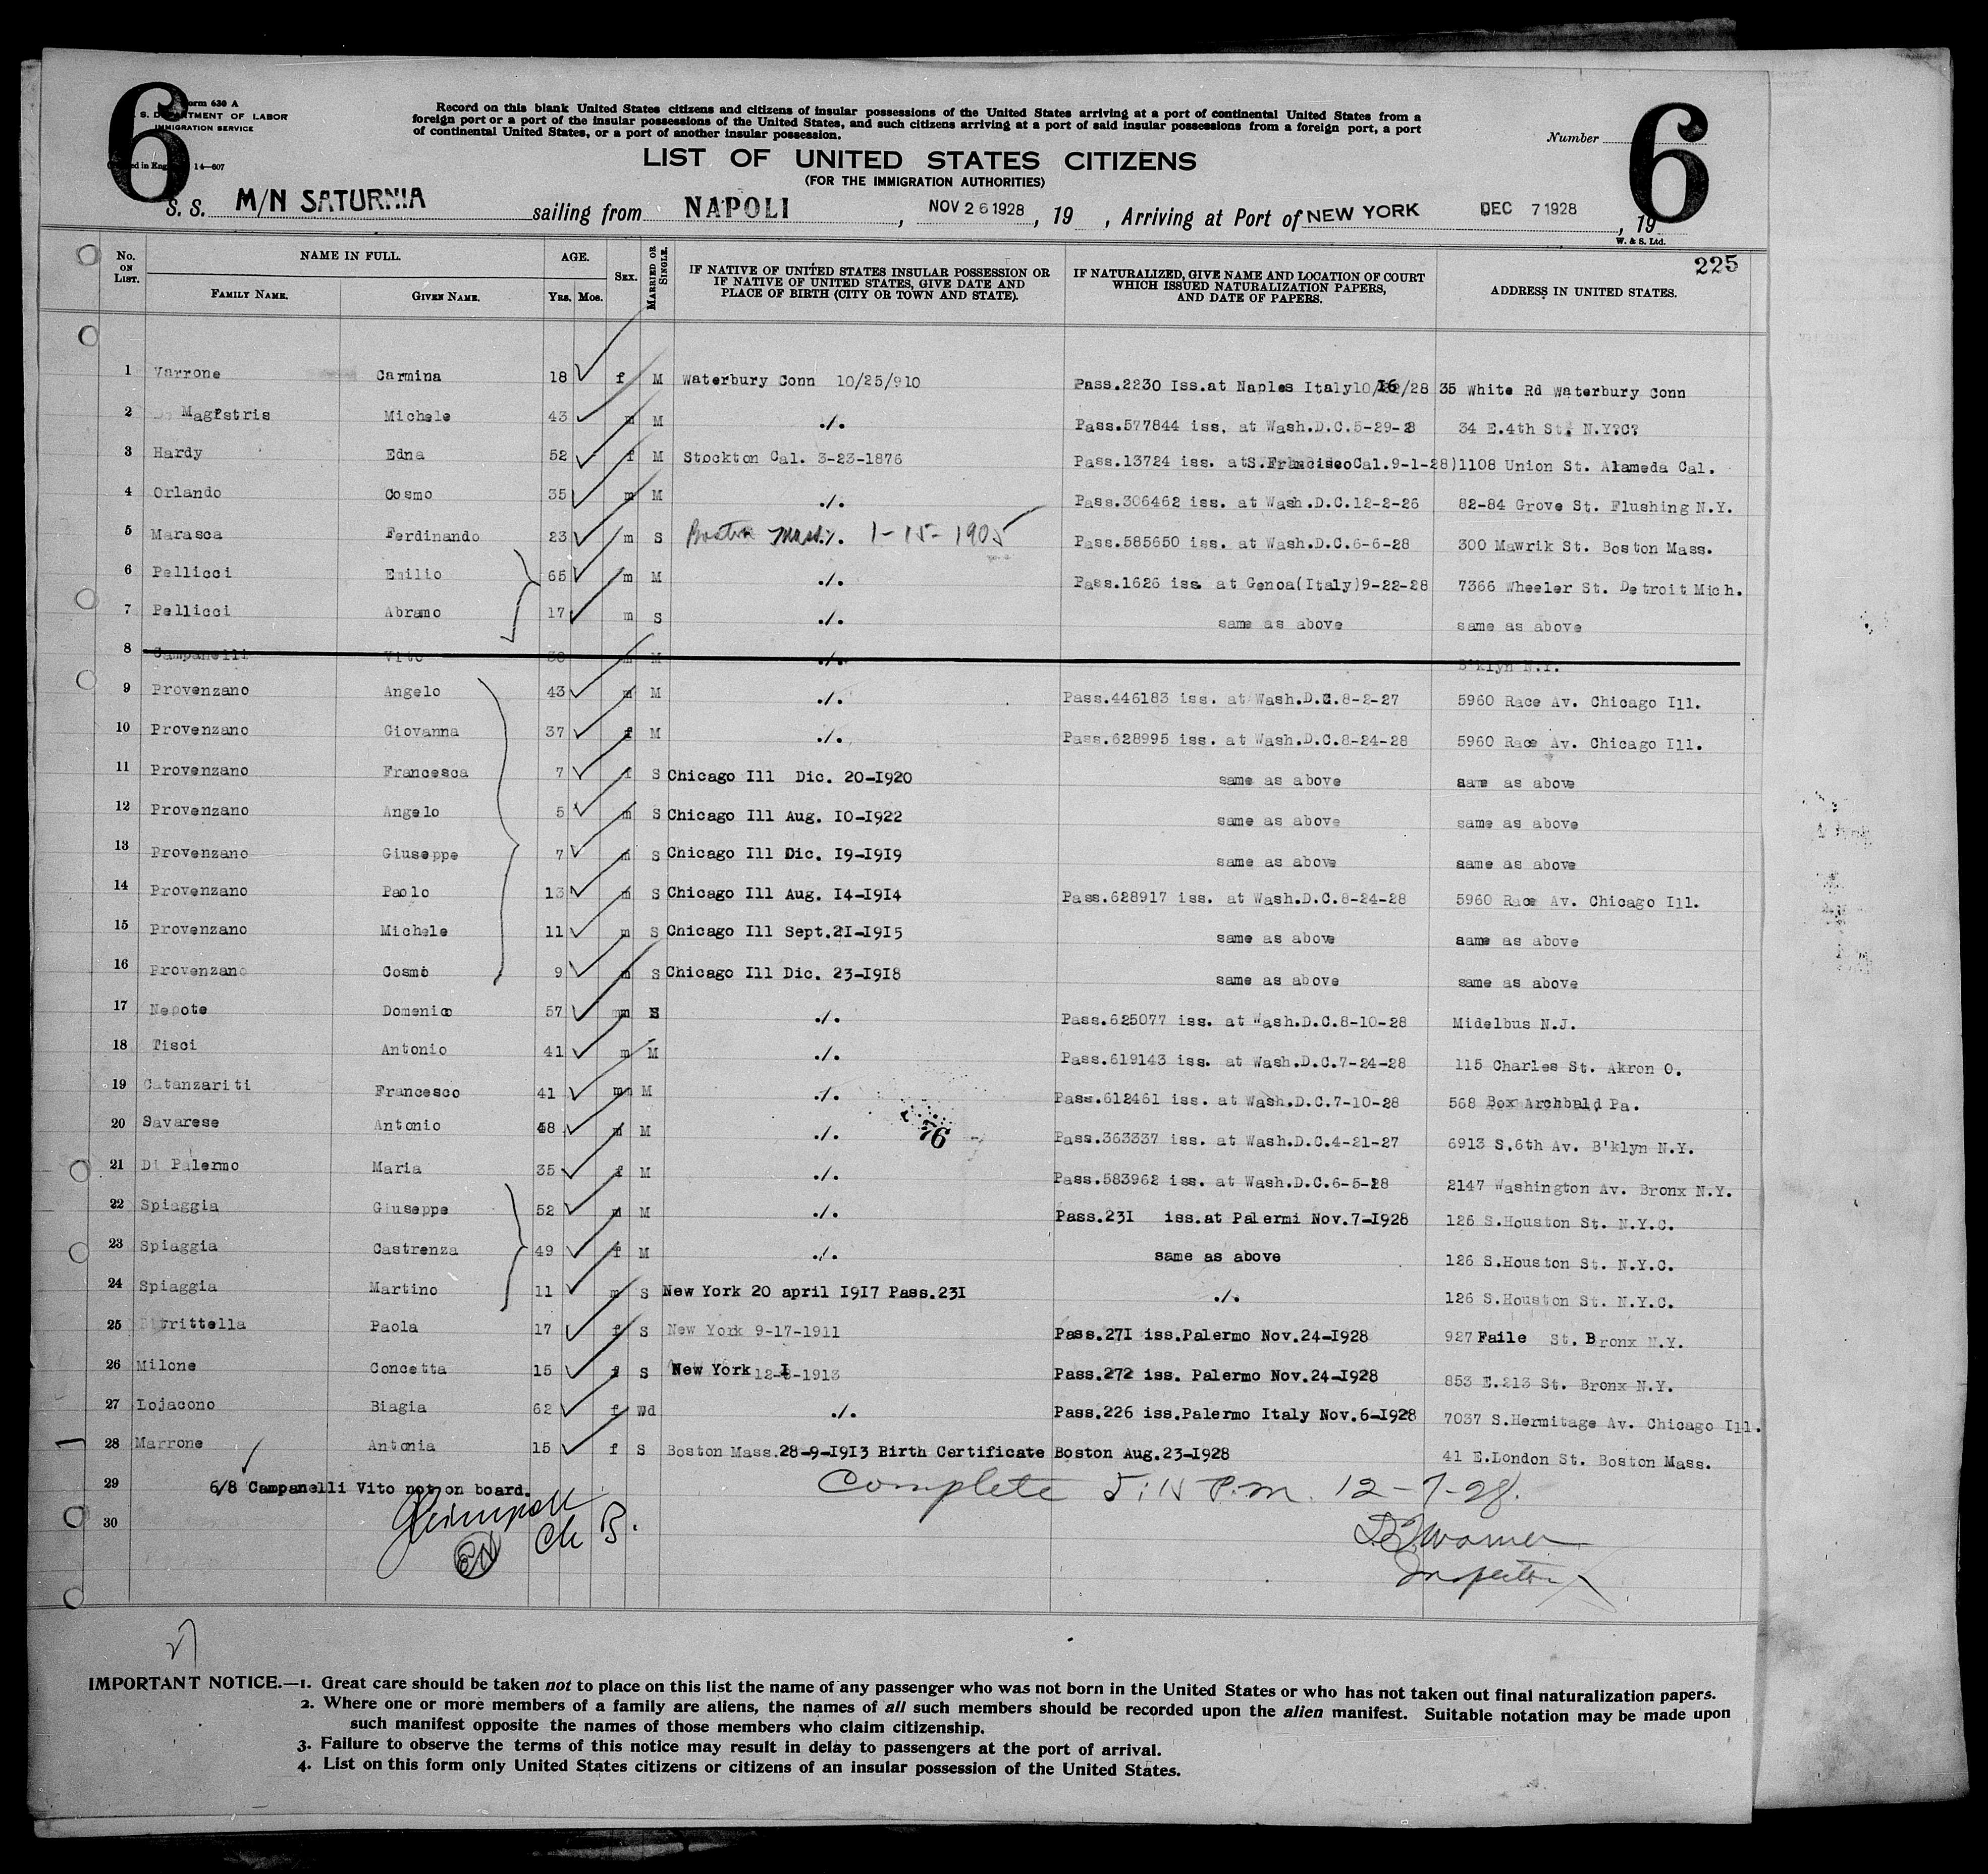 6
Form 630 A
S. DEPARTMENT OF LABOR
IMMIGRATION SERVICE
14—607
Record on this blank United States citizens and citizens of insular possessions of the United States arriving at a port of continental United States from a
foreign port or a port of the insular possessions of the United States, and such citizens arriving at a port of said insular possessions from a foreign port, a port
of continental United States, or a port of another insular possession.
Number
6
LIST OF UNITED STATES CITIZENS
(FOR THE IMMIGRATION AUTHORITIES)
S. S. M/N SATURNIA sailing from NAPOLI, NOV 26 1928, 19 , Arriving at Port of NEW YORK DEC 7 1928, 19
W. & S. Ltd.
225
No. ON LIST. NAME IN FULL. FAMILY NAME. GIVEN NAME. AGE. YRS. MOS. SEX. MARRIED OR SINGLE. IF NATIVE OF UNITED STATES INSULAR POSSESSION OR IF NATIVE OF UNITED STATES, GIVE DATE AND PLACE OF BIRTH (CITY OR TOWN AND STATE). IF NATURALIZED, GIVE NAME AND LOCATION OF COURT WHICH ISSUED NATURALIZATION PAPERS, AND DATE OF PAPERS. ADDRESS IN UNITED STATES.
1 Varrone Carmina 18 f M Waterbury Conn 10/25/910 Pass.2230 Iss.at Naples Italy 35 White Rd Waterbury Conn
2 Michele 43 m M ./. Pass.577844 iss. at Wash.D.C.5-29-28 34 E.4th St. N.Y?C?
3 Hardy Edna 52 f M Stockton Cal. 3-23-1876 Pass.13724 iss. at S.Francisco Cal.9-1-28) 1108 Union St. Alameda Cal.
4 Orlando Cosmo 35 m M ./. Pass.306462 iss. at Wash.D.C.12-2-26 82-84 Grove St. Flushing N.Y.
5 Marasca Ferdinando 23 m S Boston Mass. ./. 1-15-1905 Pass.585650 iss. at Wash.D.C.6-6-28 300 Mawrik St. Boston Mass.
6 Pellicci Emilio 65 m M ./. Pass.1626 iss. at Genoa(Italy)9-22-28 7366 Wheeler St. Detroit Mich.
7 Pellicci Abramo 17 m S ./. same as above same as above
8 Campanelli Vito M ./. B'klyn N.Y.
9 Provenzano Angelo 43 m M ./. Pass.446183 iss. at Wash.D.C.8-2-27 5960 Race Av. Chicago Ill.
10 Provenzano Giovanna 37 f M ./. Pass.628995 iss. at Wash.D.C.8-24-28 5960 Race Av. Chicago Ill.
11 Provenzano Francesca 7 f S Chicago Ill Dic. 20-I920 same as above same as above
12 Provenzano Angelo 5 m S Chicago Ill Aug. I0-I922 same as above same as above
13 Provenzano Giuseppe 7 m S Chicago Ill Dic. I9-I9I9 same as above same as above
14 Provenzano Paolo 13 m S Chicago Ill Aug. I4-I9I4 Pass.628917 iss. at Wash.D.C.8-24-28 5960 Race Av. Chicago Ill.
15 Provenzano Michele 11 m S Chicago Ill Sept.2I-I9I5 same as above same as above
16 Provenzano Cosmo 9 m S Chicago Ill Dic. 23-I9I8 same as above same as above
17 Nepote Domenico 57 m ./. Pass.625077 iss. at Wash.D.C.8-10-28 Midelbus N.J.
18 Tisci Antonio 41 m M ./. Pass.619143 iss. at Wash.D.C.7-24-28 115 Charles St. Akron O.
19 Catanzariti Francesco 41 m M ./. Pass.612461 iss. at Wash.D.C.7-10-28 568 Box Archbald Pa.
20 Savarese Antonio 48 m M ./. 76 Pass.363337 iss. at Wash.D.C.4-21-27 6913 S.6th Av. B'klyn N.Y.
21 Di Palermo Maria 35 f M ./. Pass.583962 iss. at Wash.D.C.6-5-28 2147 Washington Av. Bronx N.Y.
22 Spiaggia Giuseppe 52 m M ./. Pass.23I iss.at Palermi Nov.7-I928 126 S.Houston St. N.Y.C.
23 Spiaggia Castrenza 49 f M ./. same as above 126 S.Houston St. N.Y.C.
24 Spiaggia Martino 11 m S New York 20 april I9I7 Pass.23I ./. 126 S.Houston St. N.Y.C.
25 Paola 17 f S New York 9-17-1911 Pass.27I iss.Palermo Nov.24-I928 927 Faile St. Bronx N.Y.
26 Milone Concetta 15 f S New York 12-I-1913 Pass.272 iss. Palermo Nov.24-I928 853 E.213 St. Bronx N.Y.
27 Lojacono Biagia 62 f Wd ./. Pass.226 iss.Palermo Italy Nov.6-I928 7037 S.Hermitage Av. Chicago Ill.
28 Marrone Antonia 15 f S Boston Mass.28-9-I9I3 Birth Certificate Boston Aug.23-I928 41 E.London St. Boston Mass.
29 6/8 Campanelli Vito not on board. Complete 5:15 P.M. 12-7-28.
30 Ch B. Warner
Inspector
IMPORTANT NOTICE.—1. Great care should be taken not to place on this list the name of any passenger who was not born in the United States or who has not taken out final naturalization papers.
2. Where one or more members of a family are aliens, the names of all such members should be recorded upon the alien manifest. Suitable notation may be made upon
such manifest opposite the names of those members who claim citizenship.
3. Failure to observe the terms of this notice may result in delay to passengers at the port of arrival.
4. List on this form only United States citizens or citizens of an insular possession of the United States.